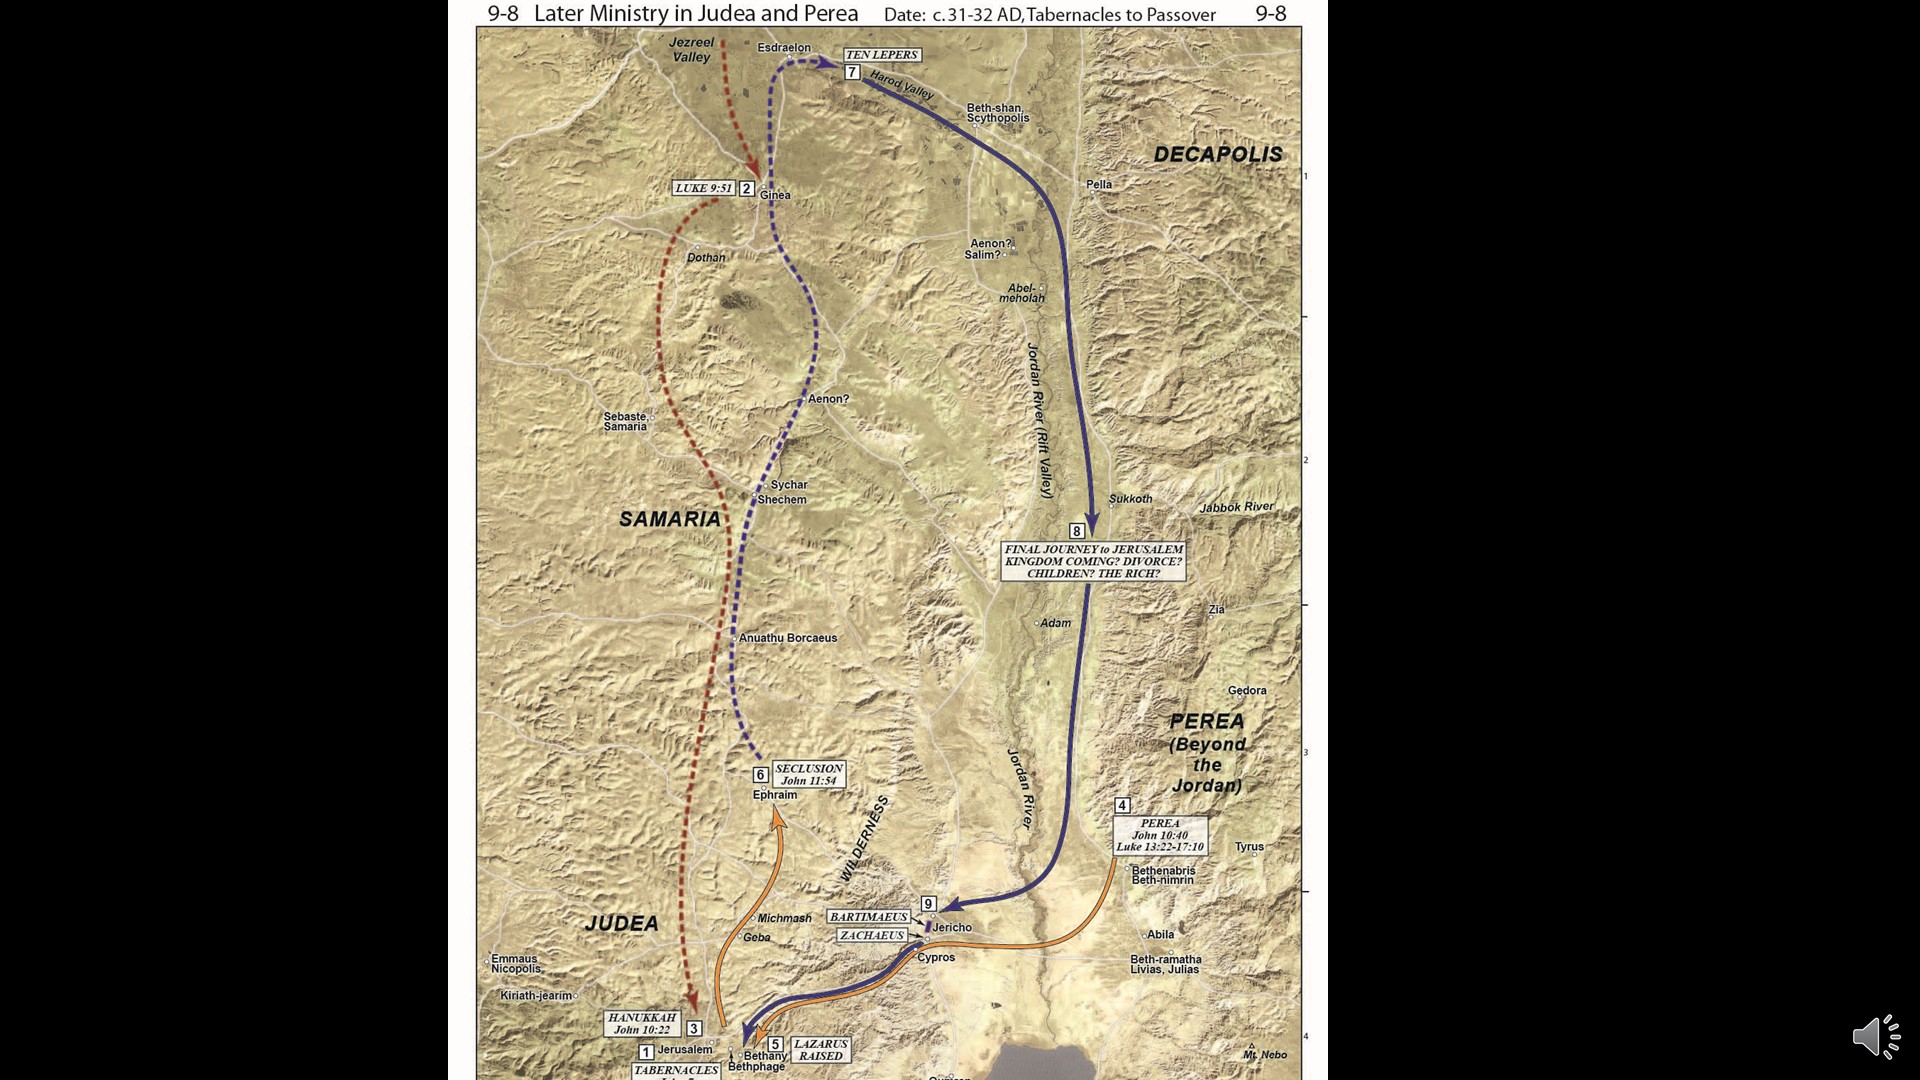 9-8 Later Ministry in Judea and Perea Date: c.31-32 AD, Tabernacles to Passover 9-8
Jezreel
Valley
Esdraelon
TEN LEPERS
7
Harod Valley
Beth-shan,
Scythopolis
DECAPOLIS
1
LUKE 9:51
2
Ginea
Pella
Dothan
Aenon?
Salim?
Abel-
meholah
Jordan River (Rift Valley)
Aenon?
Sebaste,
Samaria
2
Sychar
Shechem
SAMARIA
Sukkoth
Jabbok River
8
FINAL JOURNEY to JERUSALEM
KINGDOM COMING? DIVORCE?
CHILDREN? THE RICH?
Zia
Adam
Anuathu Borcaeus
Gedora
PEREA
(Beyond
the
Jordan)
3
6
SECLUSION
John 11:54
Ephraim
Jordan River
WILDERNESS
4
PEREA
John 10:40
Luke 13:22-17:10
Tyrus
Bethenabris
Beth-nimrin
9
BARTIMAEUS
ZACHAEUS
Jericho
Cypros
JUDEA
Michmash
Geba
Abila
Beth-ramatha
Livias, Julias
Emmaus
Nicopolis
Kiriath-jearim
HANUKKAH
John 10:22
3
1
Jerusalem
TABERNACLES
5
LAZARUS
RAISED
Bethany
Bethphage
Mt. Nebo
4